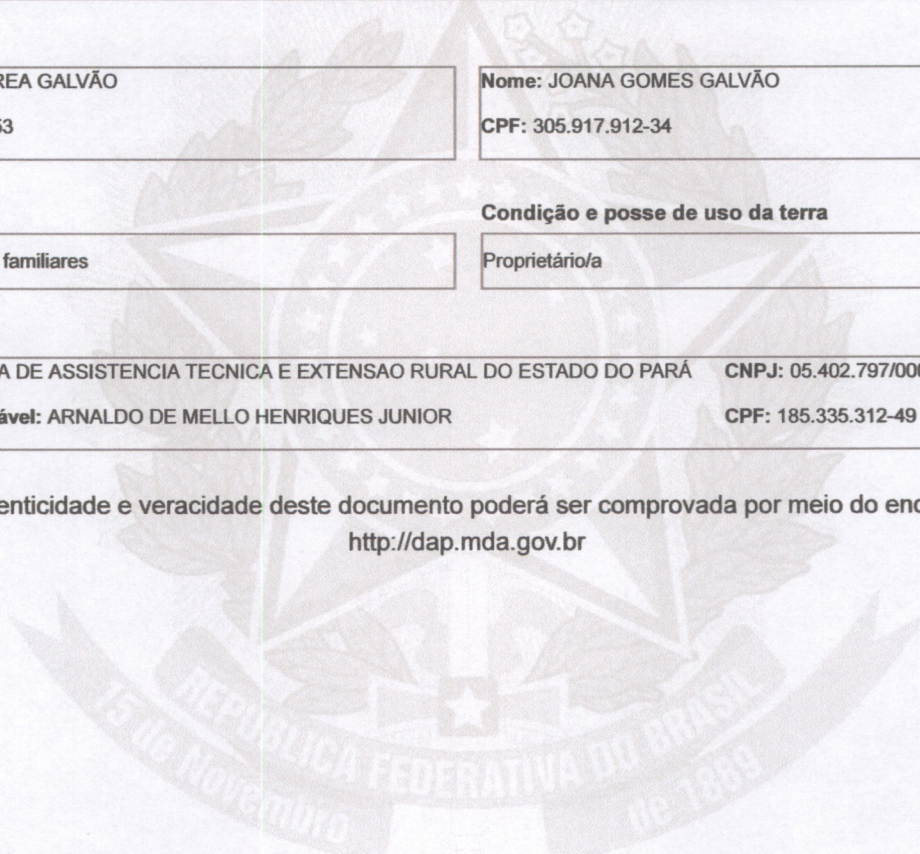 REA GALVÃO
53
Nome: JOANA GOMES GALVÃO
CPF: 305.917.912-34
Condição e posse de uso da terra
familiares
Proprietário/a
A DE ASSISTENCIA TECNICA E EXTENSAO RURAL DO ESTADO DO PARÁ CNPJ: 05.402.797/000
ável: ARNALDO DE MELLO HENRIQUES JUNIOR CPF: 185.335.312-49
enticidade e veracidade deste documento poderá ser comprovada por meio do end
http://dap.mda.gov.br
REPÚBLICA FEDERATIVA DO BRASIL
15 de Novembro de 1889